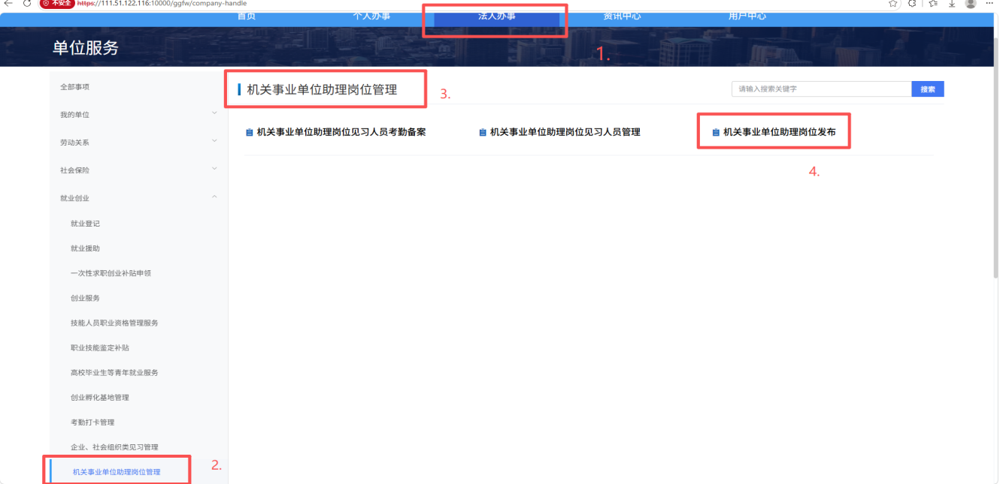 不安全 https://111.51.122.116:10000/ggfw/company-handle
首页 个人办事 法人办事 资讯中心 用户中心
单位服务
1.
全部事项
我的单位
劳动关系
社会保险
就业创业
就业登记
就业援助
一次性求职创业补贴申领
创业服务
技能人员职业资格管理服务
职业技能鉴定补贴
高校毕业生等青年就业服务
创业孵化基地管理
考勤打卡管理
企业、社会组织类见习管理
机关事业单位助理岗位管理
2.
机关事业单位助理岗位管理
3.
请输入搜索关键字 搜索
机关事业单位助理岗位见习人员考勤备案 机关事业单位助理岗位见习人员管理 机关事业单位助理岗位发布
4.